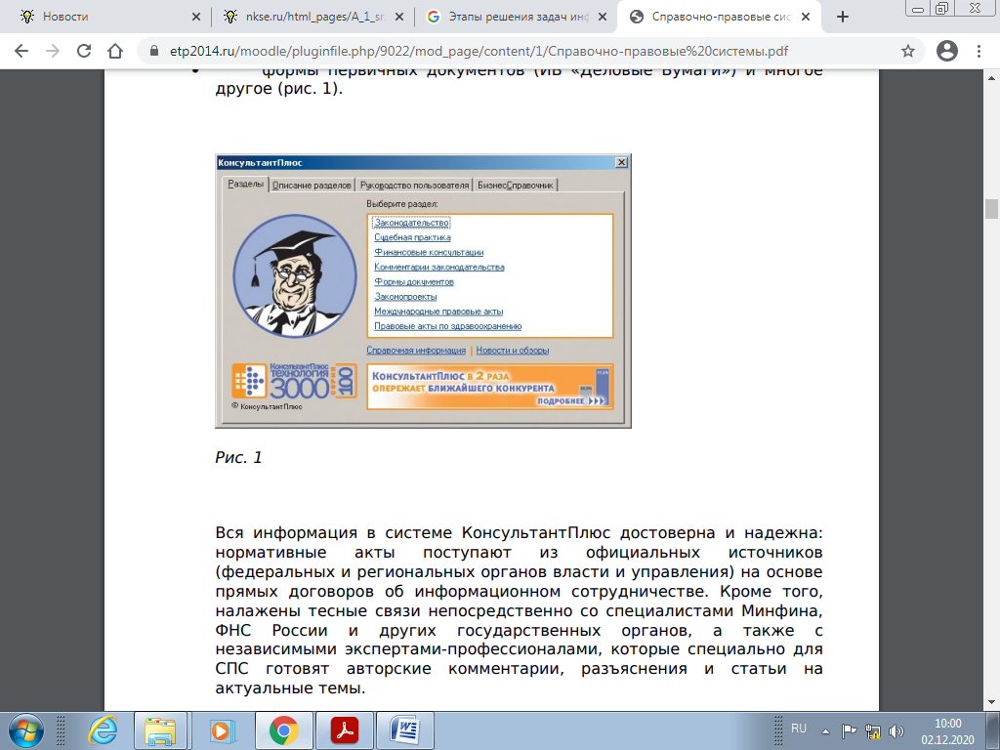 Новости
nkse.ru/html_pages/A_1_sr
Этапы решения задач инф
Справочно-правовые сис
etp2014.ru/moodle/pluginfile.php/9022/mod_page/content/1/Справочно-правовые%20системы.pdf
• формы первичных документов (ИБ «Деловые Бумаги») и многое
другое (рис. 1).
КонсультантПлюс
Разделы Описание разделов Руководство пользователя БизнесСправочник
Выберите раздел:
Законодательство
Судебная практика
Финансовые консультации
Комментарии законодательства
Формы документов
Законопроекты
Международные правовые акты
Правовые акты по здравоохранению
Справочная информация | Новости и обзоры
КОНСУЛЬТАНТПЛЮС
ТЕХНОЛОГИЯ
3000
СЕРИЯ
100
© КонсультантПлюс
КОНСУЛЬТАНТПЛЮС В 2 РАЗА
ОПЕРЕЖАЕТ БЛИЖАЙШЕГО КОНКУРЕНТА
ПОДРОБНЕЕ
Рис. 1
Вся информация в системе КонсультантПлюс достоверна и надежна:
нормативные акты поступают из официальных источников
(федеральных и региональных органов власти и управления) на основе
прямых договоров об информационном сотрудничестве. Кроме того,
налажены тесные связи непосредственно со специалистами Минфина,
ФНС России и других государственных органов, а также с
независимыми экспертами-профессионалами, которые специально для
СПС готовят авторские комментарии, разъяснения и статьи на
актуальные темы.
RU
10:00
02.12.2020